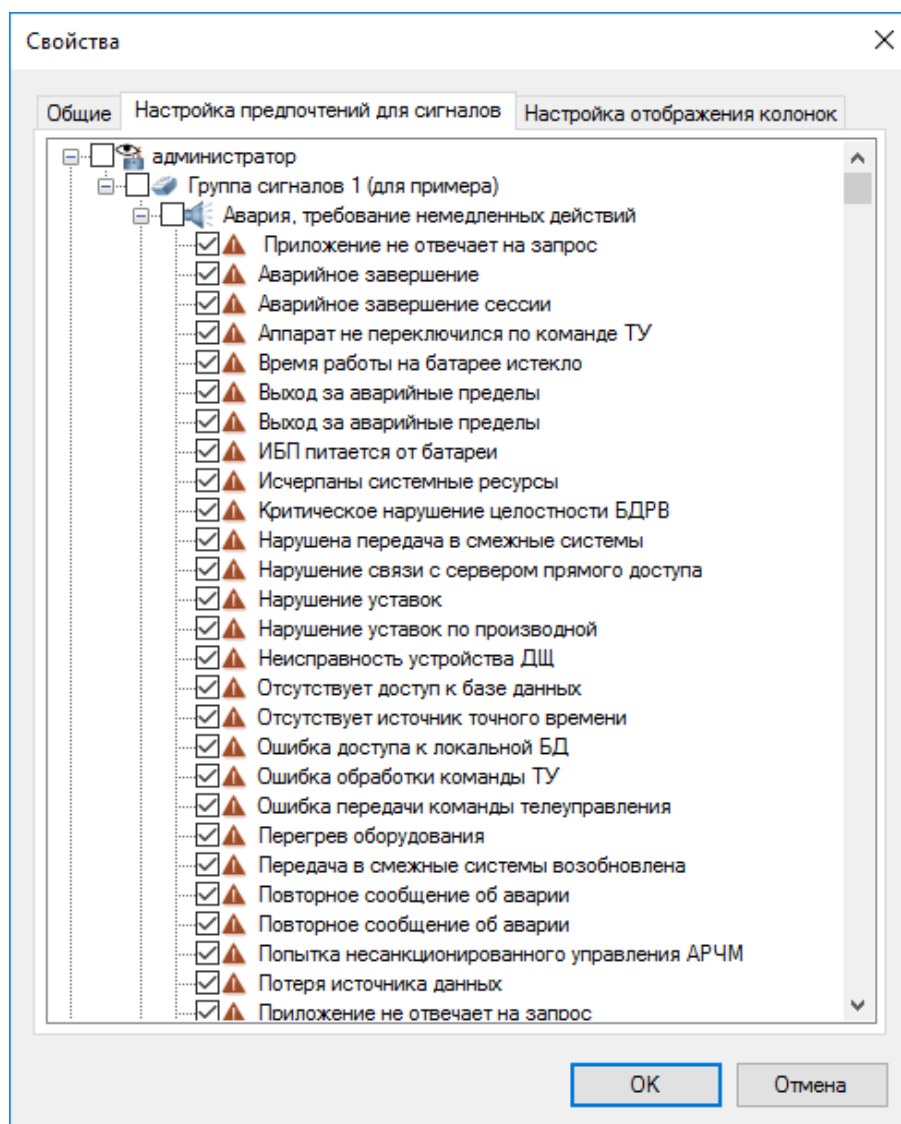 Свойства
Общие
Настройка предпочтений для сигналов
Настройка отображения колонок
администратор
Группа сигналов 1 (для примера)
Авария, требование немедленных действий
Приложение не отвечает на запрос
Аварийное завершение
Аварийное завершение сессии
Аппарат не переключился по команде ТУ
Время работы на батарее истекло
Выход за аварийные пределы
Выход за аварийные пределы
ИБП питается от батареи
Исчерпаны системные ресурсы
Критическое нарушение целостности БДРВ
Нарушена передача в смежные системы
Нарушение связи с сервером прямого доступа
Нарушение уставок
Нарушение уставок по производной
Неисправность устройства ДЩ
Отсутствует доступ к базе данных
Отсутствует источник точного времени
Ошибка доступа к локальной БД
Ошибка обработки команды ТУ
Ошибка передачи команды телеуправления
Перегрев оборудования
Передача в смежные системы возобновлена
Повторное сообщение об аварии
Повторное сообщение об аварии
Попытка несанкционированного управления АРЧМ
Потеря источника данных
Приложение не отвечает на запрос
OK
Отмена